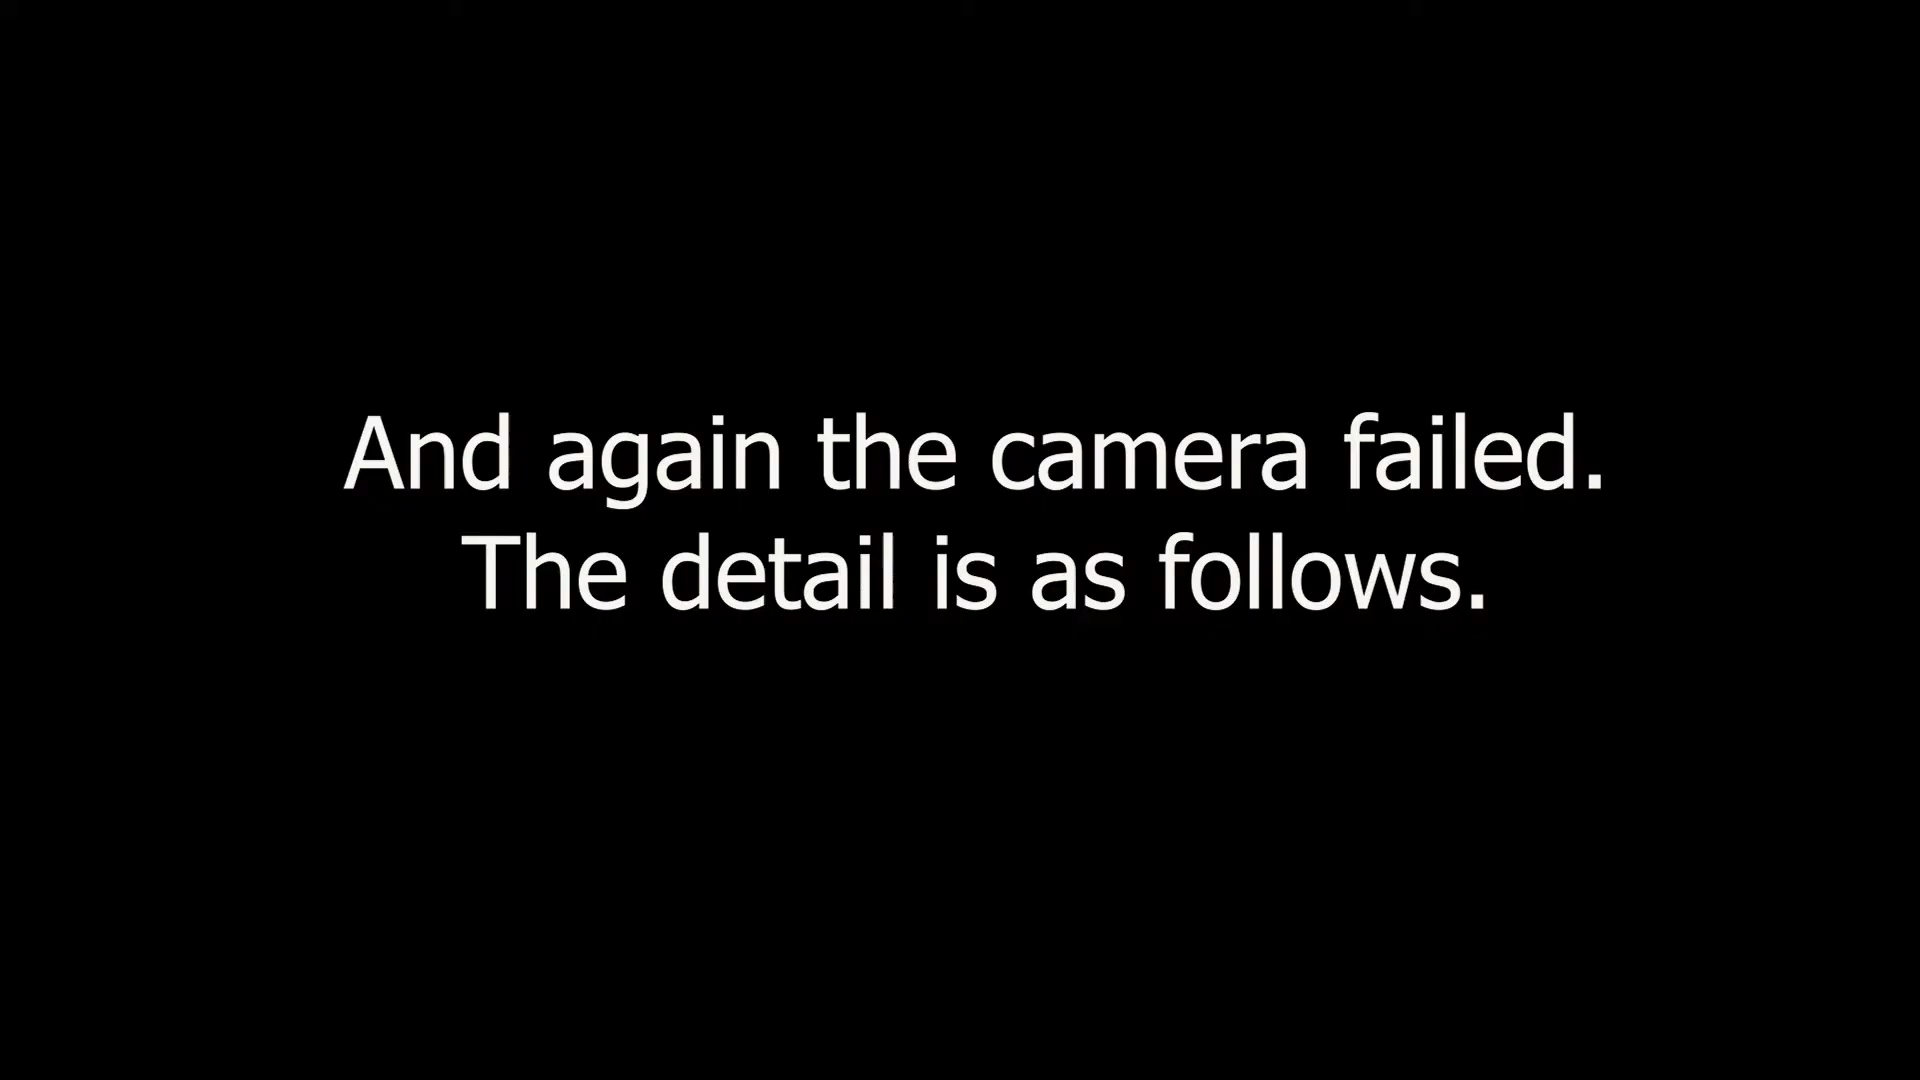 And again the camera failed.
The detail is as follows.